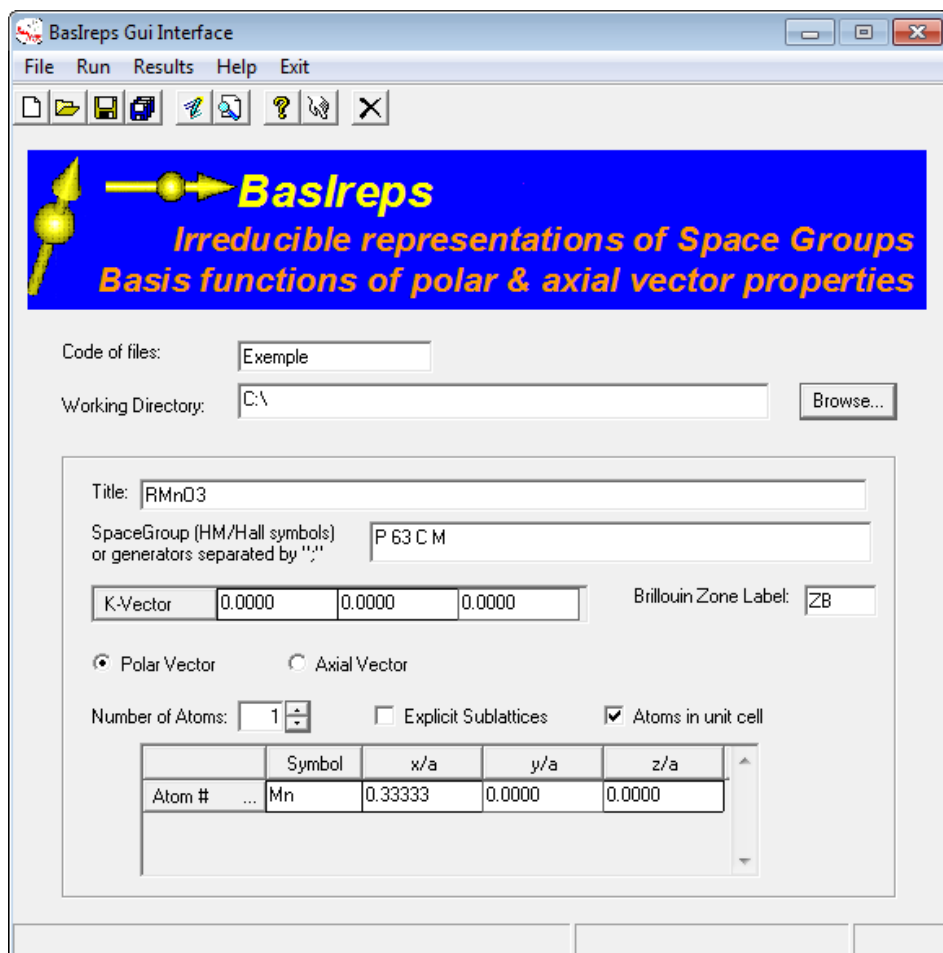 BasIreps Gui Interface
File Run Results Help Exit
BasIreps
Irreducible representations of Space Groups
Basis functions of polar & axial vector properties
Code of files: Exemple
Working Directory: C:\ Browse...
Title: RMnO3
SpaceGroup (HM/Hall symbols) P 63 C M
or generators separated by ";"
K-Vector 0.0000 0.0000 0.0000 Brillouin Zone Label: ZB
Polar Vector Axial Vector
Number of Atoms: 1 Explicit Sublattices Atoms in unit cell
Symbol x/a y/a z/a
Atom # ... Mn 0.33333 0.0000 0.0000